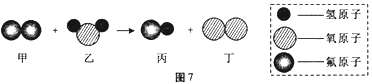 甲 + 乙 → 丙 + 丁
图7
氢原子
氧原子
氟原子